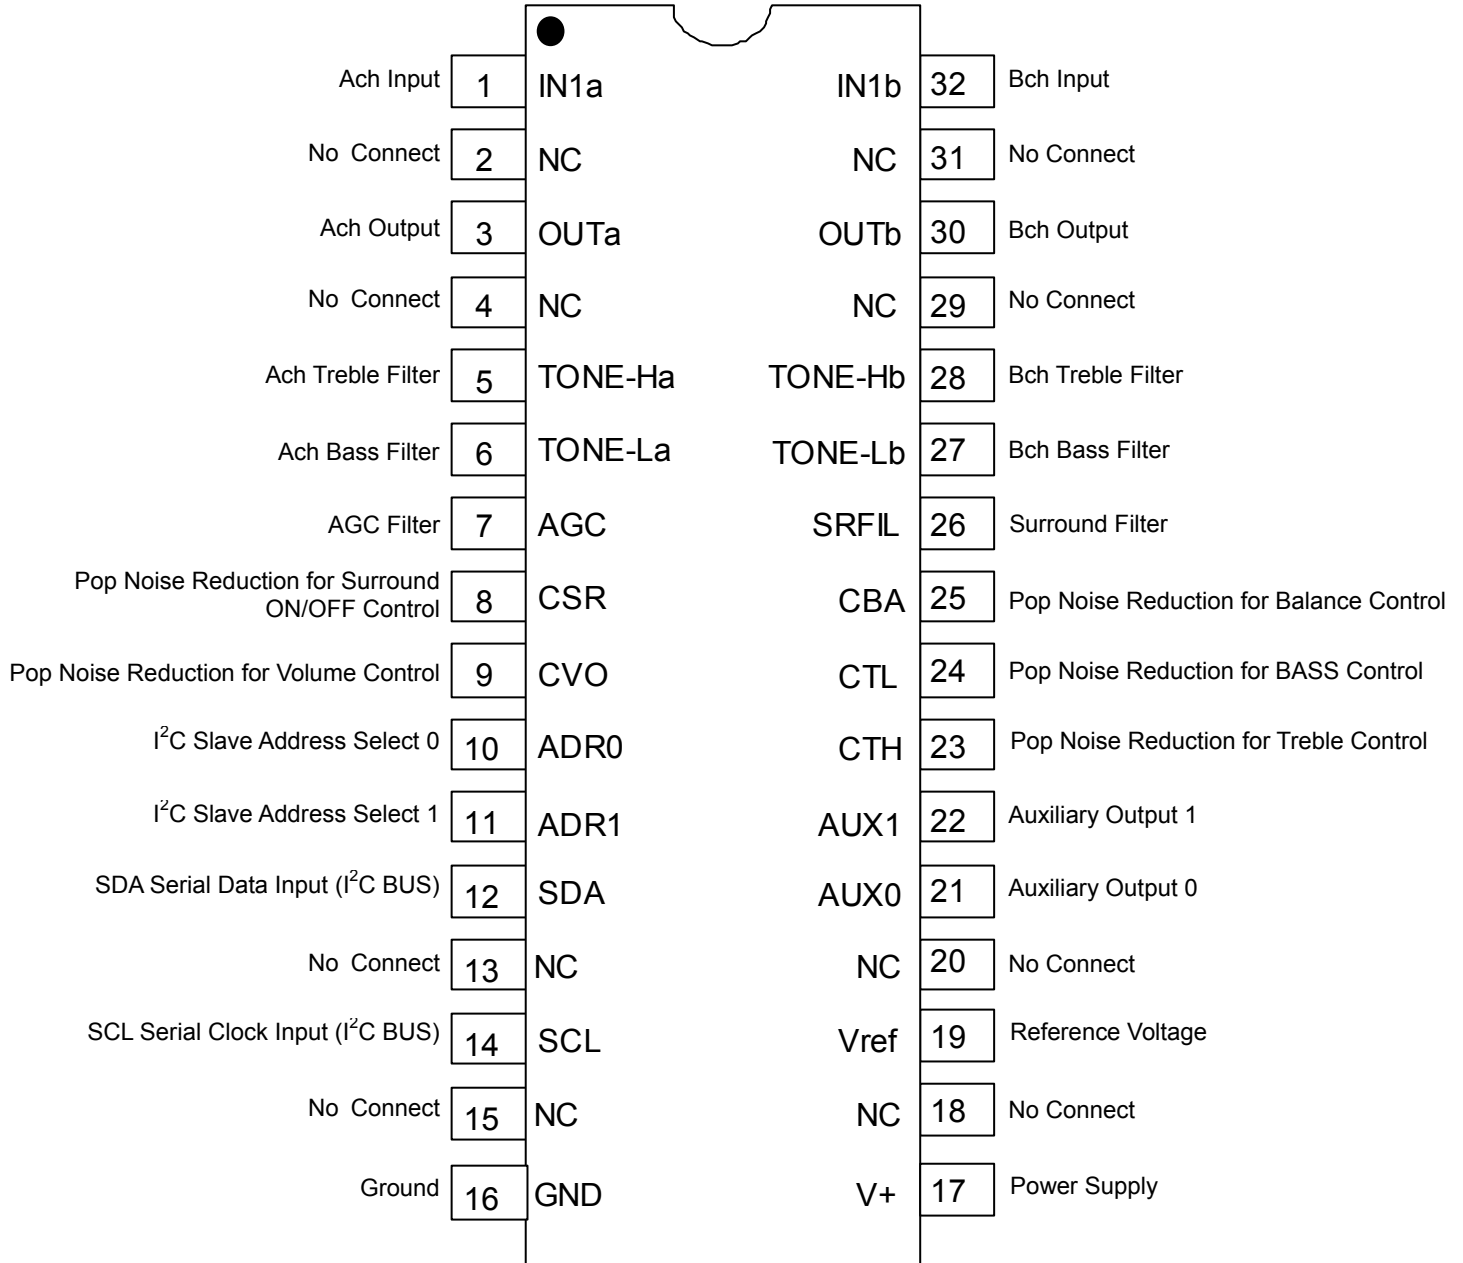 Ach Input 1 IN1a IN1b 32 Bch Input
No Connect 2 NC NC 31 No Connect
Ach Output 3 OUTa OUTb 30 Bch Output
No Connect 4 NC NC 29 No Connect
Ach Treble Filter 5 TONE-Ha TONE-Hb 28 Bch Treble Filter
Ach Bass Filter 6 TONE-La TONE-Lb 27 Bch Bass Filter
AGC Filter 7 AGC SRFIL 26 Surround Filter
Pop Noise Reduction for Surround
ON/OFF Control 8 CSR CBA 25 Pop Noise Reduction for Balance Control
Pop Noise Reduction for Volume Control 9 CVO CTL 24 Pop Noise Reduction for BASS Control
I²C Slave Address Select 0 10 ADR0 CTH 23 Pop Noise Reduction for Treble Control
I²C Slave Address Select 1 11 ADR1 AUX1 22 Auxiliary Output 1
SDA Serial Data Input (I²C BUS) 12 SDA AUX0 21 Auxiliary Output 0
No Connect 13 NC NC 20 No Connect
SCL Serial Clock Input (I²C BUS) 14 SCL Vref 19 Reference Voltage
No Connect 15 NC NC 18 No Connect
Ground 16 GND V+ 17 Power Supply